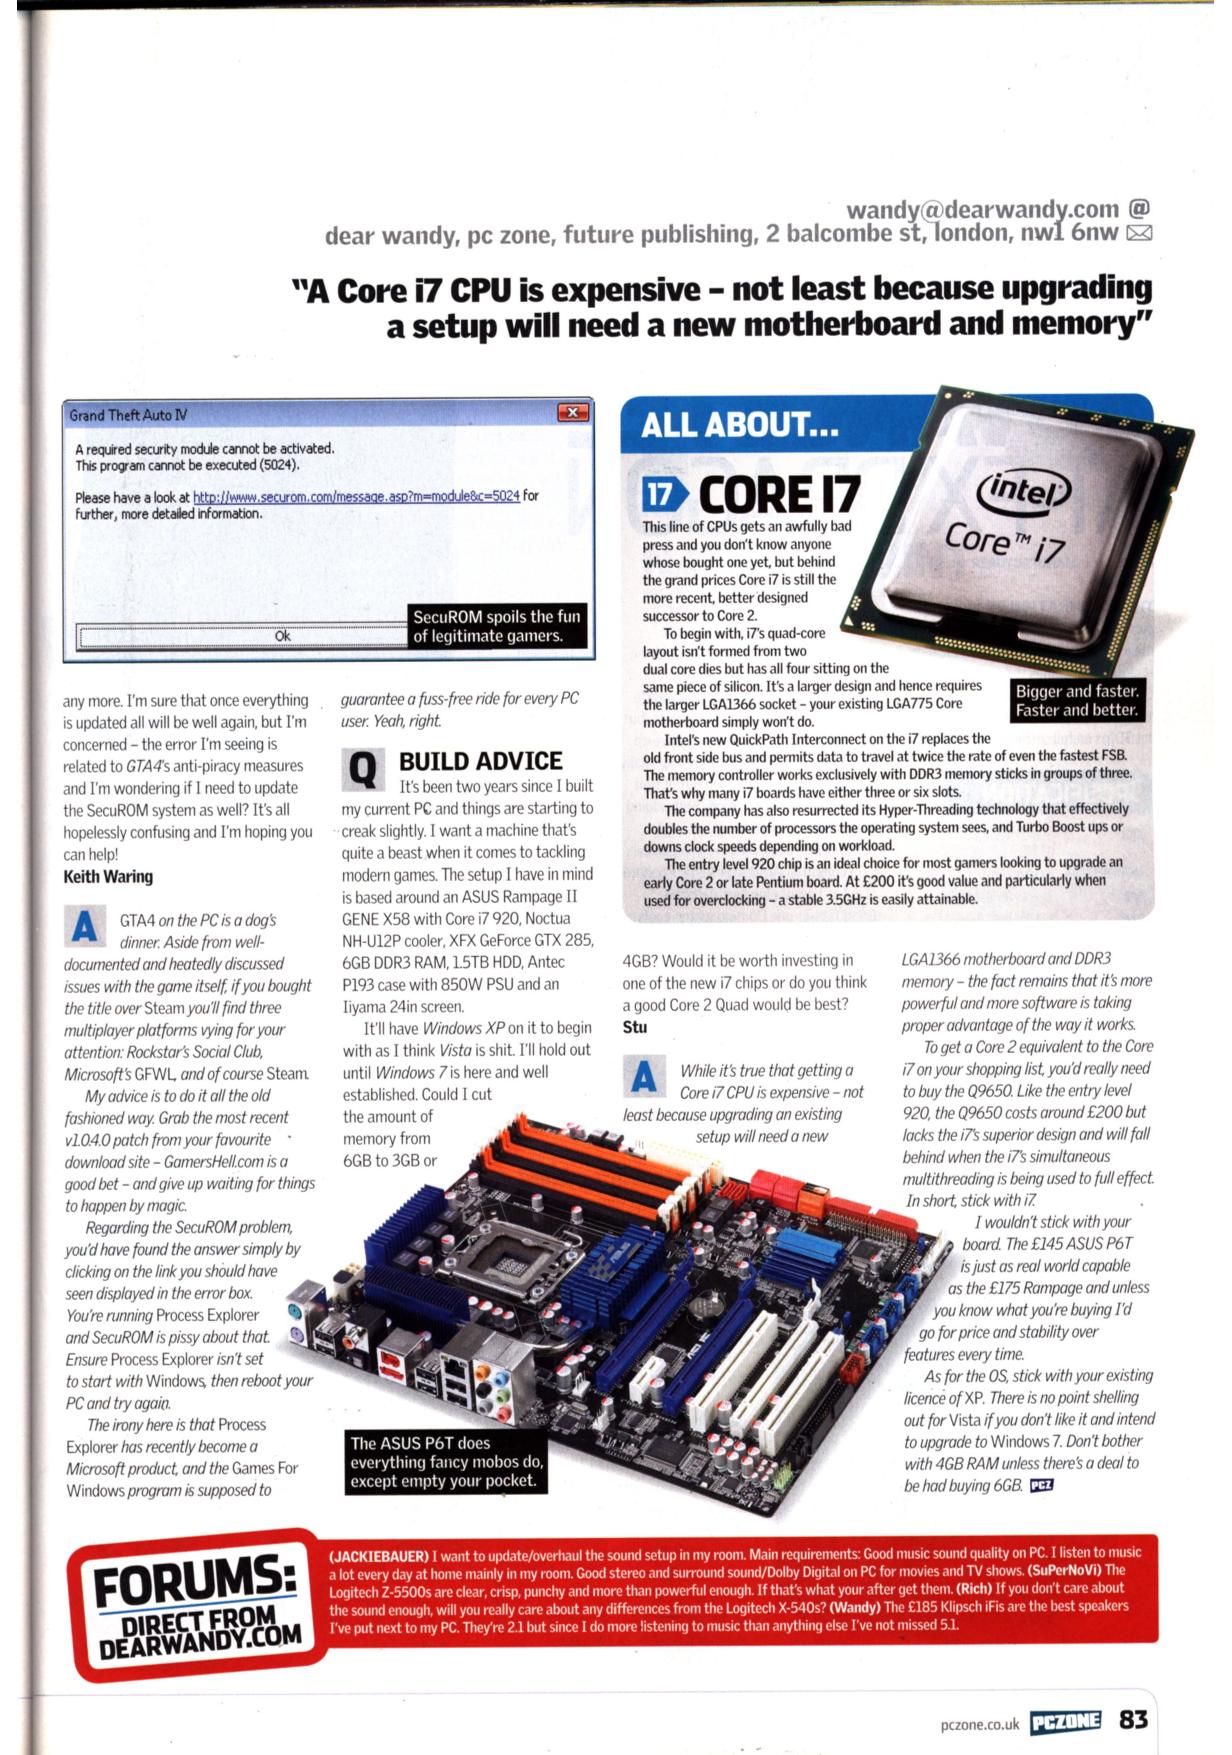 wandy@dearwandy.com @
dear wandy, pc zone, future publishing, 2 balcombe st, london, nw1 6nw
"A Core i7 CPU is expensive – not least because upgrading
a setup will need a new motherboard and memory"
Grand Theft Auto IV
A required security module cannot be activated.
This program cannot be executed (5024).
Please have a look at http://www.securom.com/message.asp?m=module&c=5024 for
further, more detailed information.
Ok
SecuROM spoils the fun
of legitimate gamers.
any more. I'm sure that once everything
is updated all will be well again, but I'm
concerned – the error I'm seeing is
related to GTA4's anti-piracy measures
and I'm wondering if I need to update
the SecuROM system as well? It's all
hopelessly confusing and I'm hoping you
can help!
Keith Waring
A GTA4 on the PC is a dog's
dinner. Aside from well-
documented and heatedly discussed
issues with the game itself, if you bought
the title over Steam you'll find three
multiplayer platforms vying for your
attention: Rockstar's Social Club,
Microsoft's GFWL, and of course Steam.
My advice is to do it all the old
fashioned way. Grab the most recent
v1.0.4.0 patch from your favourite
download site – GamersHell.com is a
good bet – and give up waiting for things
to happen by magic.
Regarding the SecuROM problem,
you'd have found the answer simply by
clicking on the link you should have
seen displayed in the error box.
You're running Process Explorer
and SecuROM is pissy about that.
Ensure Process Explorer isn't set
to start with Windows, then reboot your
PC and try again.
The irony here is that Process
Explorer has recently become a
Microsoft product, and the Games For
Windows program is supposed to
guarantee a fuss-free ride for every PC
user. Yeah, right.
Q BUILD ADVICE
It's been two years since I built
my current PC and things are starting to
creak slightly. I want a machine that's
quite a beast when it comes to tackling
modern games. The setup I have in mind
is based around an ASUS Rampage II
GENE X58 with Core i7 920, Noctua
NH-U12P cooler, XFX GeForce GTX 285,
6GB DDR3 RAM, 1.5TB HDD, Antec
P193 case with 850W PSU and an
Iiyama 24in screen.
It'll have Windows XP on it to begin
with as I think Vista is shit. I'll hold out
until Windows 7 is here and well
established. Could I cut
the amount of
memory from
6GB to 3GB or
The ASUS P6T does
everything fancy mobos do,
except empty your pocket.
ALL ABOUT...
17 CORE I7
intel
Core™ i7
This line of CPUs gets an awfully bad
press and you don't know anyone
whose bought one yet, but behind
the grand prices Core i7 is still the
more recent, better designed
successor to Core 2.
To begin with, i7's quad-core
layout isn't formed from two
dual core dies but has all four sitting on the
same piece of silicon. It's a larger design and hence requires
the larger LGA1366 socket – your existing LGA775 Core
motherboard simply won't do.
Intel's new QuickPath Interconnect on the i7 replaces the
old front side bus and permits data to travel at twice the rate of even the fastest FSB.
The memory controller works exclusively with DDR3 memory sticks in groups of three.
That's why many i7 boards have either three or six slots.
The company has also resurrected its Hyper-Threading technology that effectively
doubles the number of processors the operating system sees, and Turbo Boost ups or
downs clock speeds depending on workload.
The entry level 920 chip is an ideal choice for most gamers looking to upgrade an
early Core 2 or late Pentium board. At £200 it's good value and particularly when
used for overclocking – a stable 3.5GHz is easily attainable.
Bigger and faster.
Faster and better.
4GB? Would it be worth investing in
one of the new i7 chips or do you think
a good Core 2 Quad would be best?
Stu
A While it's true that getting a
Core i7 CPU is expensive – not
least because upgrading an existing
setup will need a new
LGA1366 motherboard and DDR3
memory – the fact remains that it's more
powerful and more software is taking
proper advantage of the way it works.
To get a Core 2 equivalent to the Core
i7 on your shopping list, you'd really need
to buy the Q9650. Like the entry level
920, the Q9650 costs around £200 but
lacks the i7's superior design and will fall
behind when the i7's simultaneous
multithreading is being used to full effect.
In short, stick with i7.
I wouldn't stick with your
board. The £145 ASUS P6T
is just as real world capable
as the £175 Rampage and unless
you know what you're buying I'd
go for price and stability over
features every time.
As for the OS, stick with your existing
licence of XP. There is no point shelling
out for Vista if you don't like it and intend
to upgrade to Windows 7. Don't bother
with 4GB RAM unless there's a deal to
be had buying 6GB. PCZ
FORUMS:
DIRECT FROM
DEARWANDY.COM
(JACKIEBAUER) I want to update/overhaul the sound setup in my room. Main requirements: Good music sound quality on PC. I listen to music
a lot every day at home mainly in my room. Good stereo and surround sound/Dolby Digital on PC for movies and TV shows. (SuPerNoVi) The
Logitech Z-5500s are clear, crisp, punchy and more than powerful enough. If that's what your after get them. (Rich) If you don't care about
the sound enough, will you really care about any differences from the Logitech X-540s? (Wandy) The £185 Klipsch iFis are the best speakers
I've put next to my PC. They're 2.1 but since I do more listening to music than anything else I've not missed 5.1.
pczone.co.uk PCZONE 83